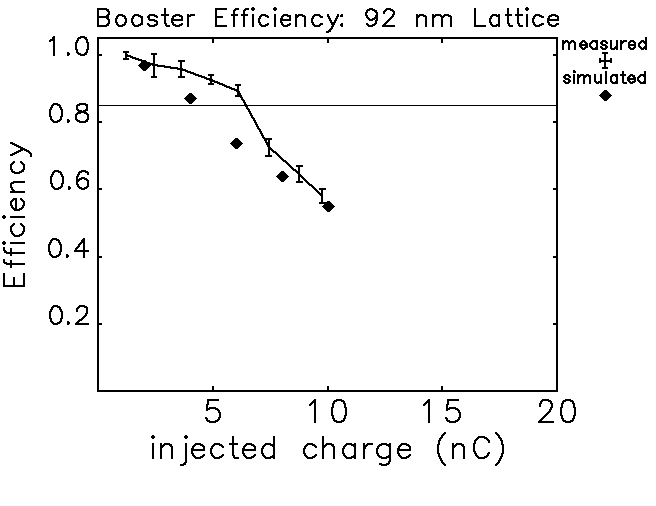 Booster Efficiency: 92 nm Lattice
measured
simulated
1.0
0.8
0.6
0.4
0.2
Efficiency
5 10 15 20
injected charge (nC)